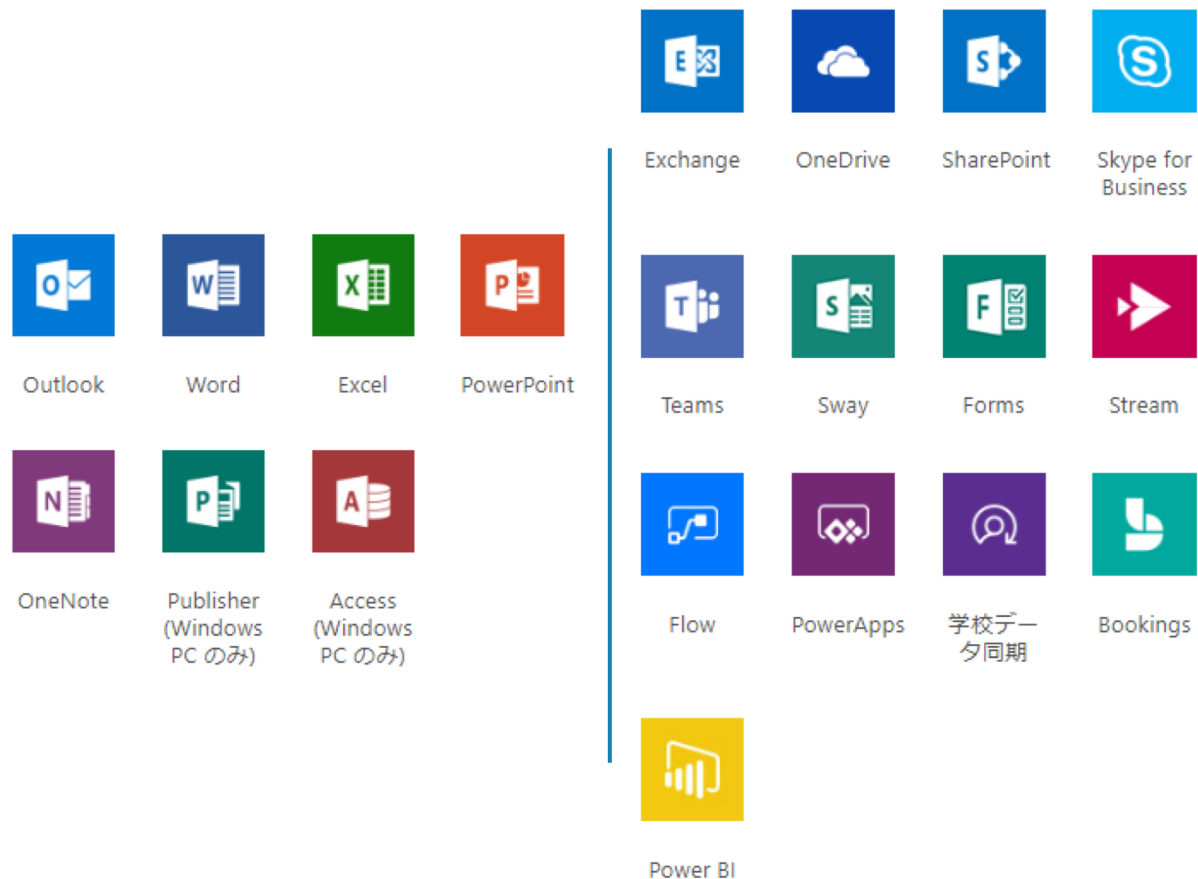 Outlook
Word
Excel
PowerPoint
OneNote
Publisher
(Windows
PC のみ)
Access
(Windows
PC のみ)
Exchange
OneDrive
SharePoint
Skype for
Business
Teams
Sway
Forms
Stream
Flow
PowerApps
学校デー
タ同期
Bookings
Power BI